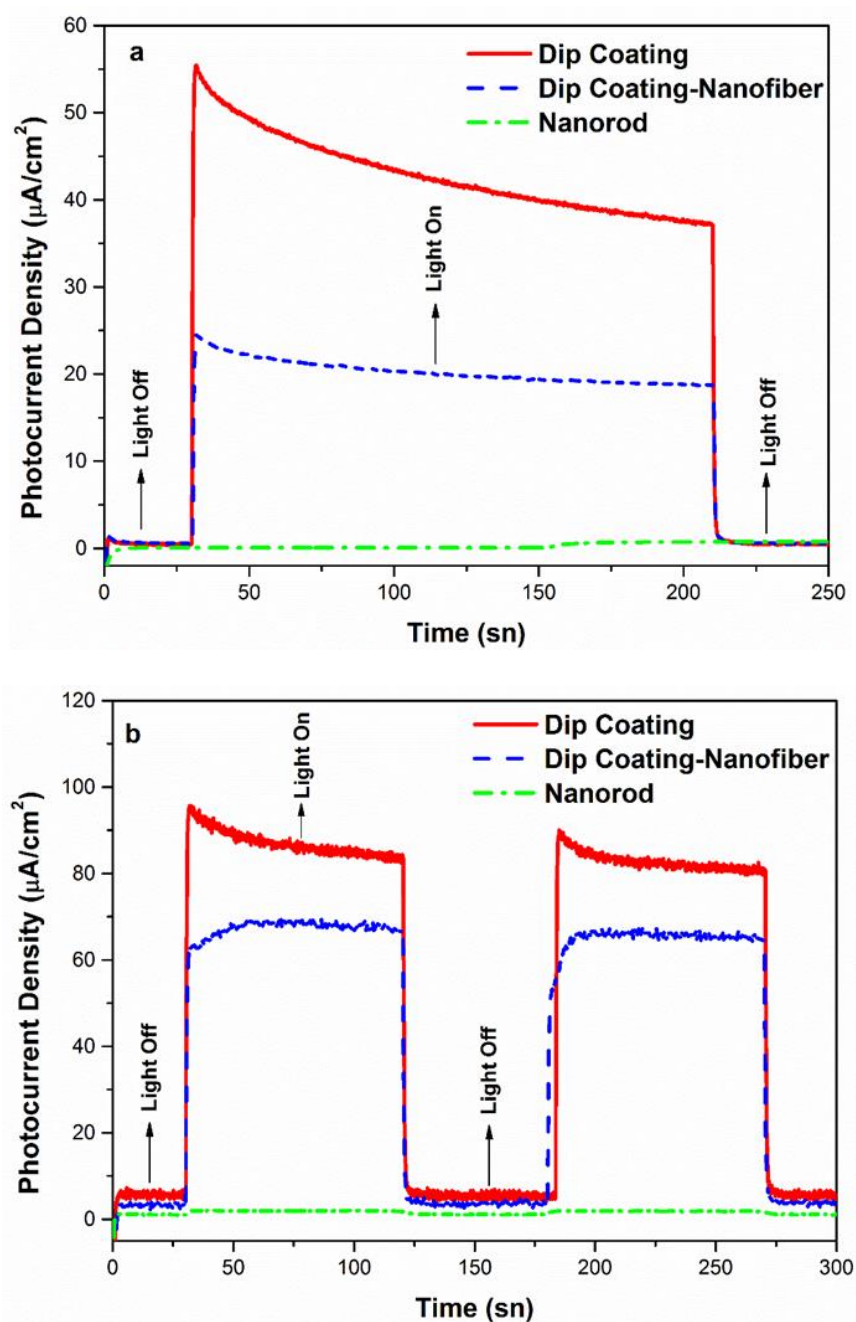 a
Dip Coating
Dip Coating-Nanofiber
Nanorod
Photocurrent Density (µA/cm²)
60
50
40
30
20
10
0
Light Off
Light On
Light Off
0 50 100 150 200 250
Time (sn)
b
Dip Coating
Dip Coating-Nanofiber
Nanorod
Photocurrent Density (µA/cm²)
120
100
80
60
40
20
0
Light Off
Light On
Light Off
0 50 100 150 200 250 300
Time (sn)